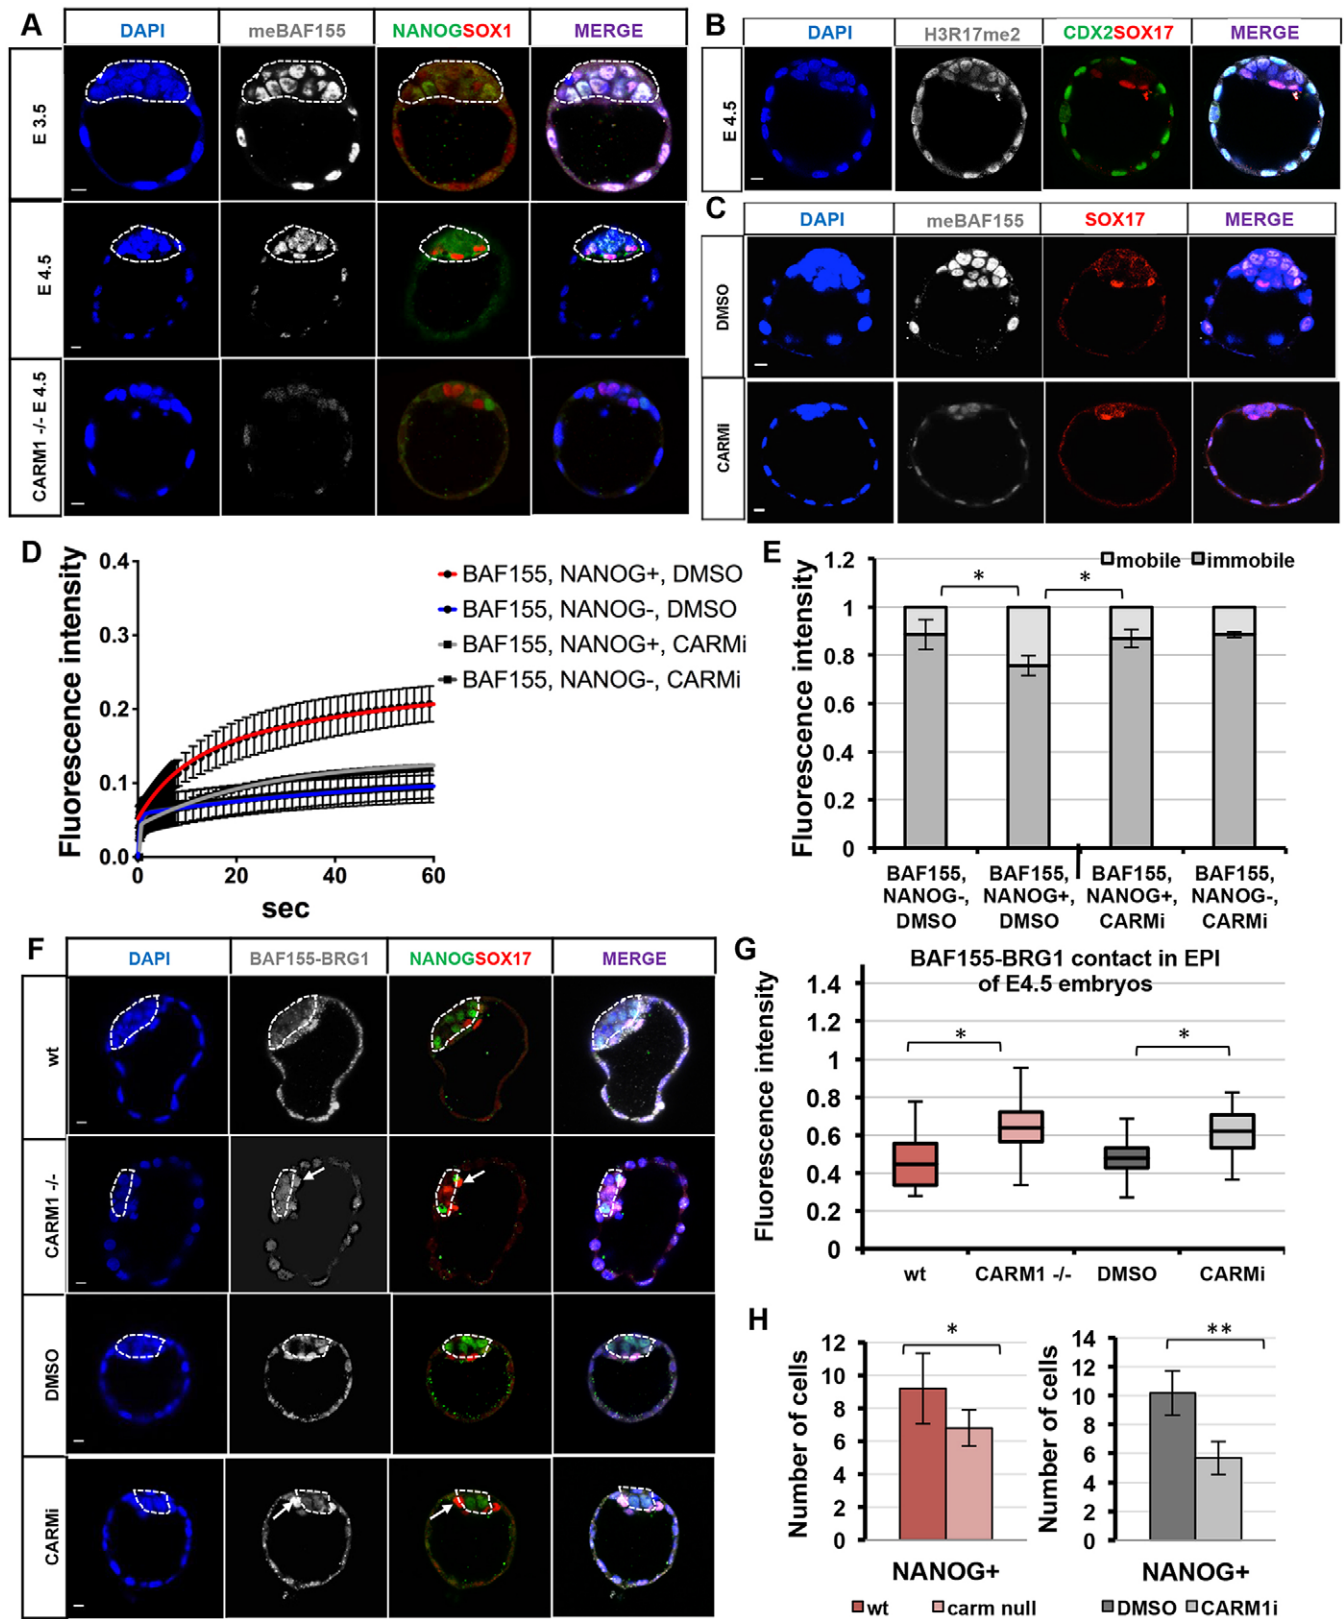 A
DAPI meBAF155 NANOGSOX1 MERGE
E 3.5
E 4.5
CARM1 -/- E 4.5
B
DAPI H3R17me2 CDX2SOX17 MERGE
E 4.5
C
DAPI meBAF155 SOX17 MERGE
DMSO
CARMi
D
Fluorescence intensity
0.4
0.3
0.2
0.1
0.0
0 20 40 60
sec
BAF155, NANOG+, DMSO
BAF155, NANOG-, DMSO
BAF155, NANOG+, CARMi
BAF155, NANOG-, CARMi
E
Fluorescence intensity
1.2
1
0.8
0.6
0.4
0.2
0
mobile immobile
* *
BAF155, BAF155, BAF155, BAF155,
NANOG-, NANOG+, NANOG+, NANOG-,
DMSO DMSO CARMi CARMi
F
DAPI BAF155-BRG1 NANOGSOX17 MERGE
wt
CARM1 -/-
DMSO
CARMi
G
BAF155-BRG1 contact in EPI
of E4.5 embryos
Fluorescence intensity
1.4
1.2
1
0.8
0.6
0.4
0.2
0
* *
wt CARM1 -/- DMSO CARMi
H
Number of cells
12
10
8
6
4
2
0
*
NANOG+
wt carm null
Number of cells
14
12
10
8
6
4
2
0
**
NANOG+
DMSO CARM1i